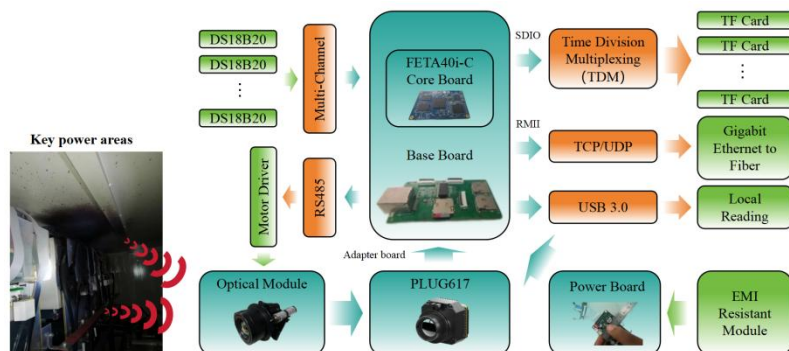 DS18B20
DS18B20
⋮
DS18B20
Multi-Channel
FETA40i-C
Core Board
Base Board
SDIO
Time Division
Multiplexing
(TDM)
TF Card
TF Card
⋮
TF Card
RMII
TCP/UDP
Gigabit
Ethernet to
Fiber
USB 3.0
Local
Reading
Key power areas
Motor Driver
RS485
Adapter board
Optical Module
PLUG617
Power Board
EMI
Resistant
Module